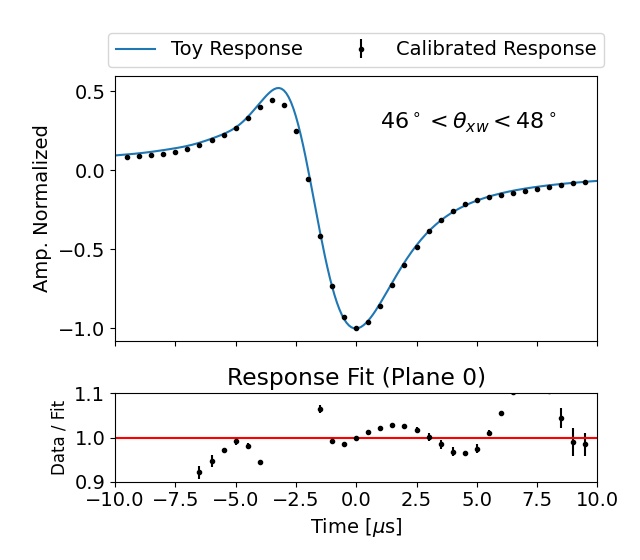 Toy Response Calibrated Response
46° < θxw < 48°
Amp. Normalized
0.5
0.0
−0.5
−1.0
Response Fit (Plane 0)
Data / Fit
1.1
1.0
0.9
−10.0 −7.5 −5.0 −2.5 0.0 2.5 5.0 7.5 10.0
Time [μs]